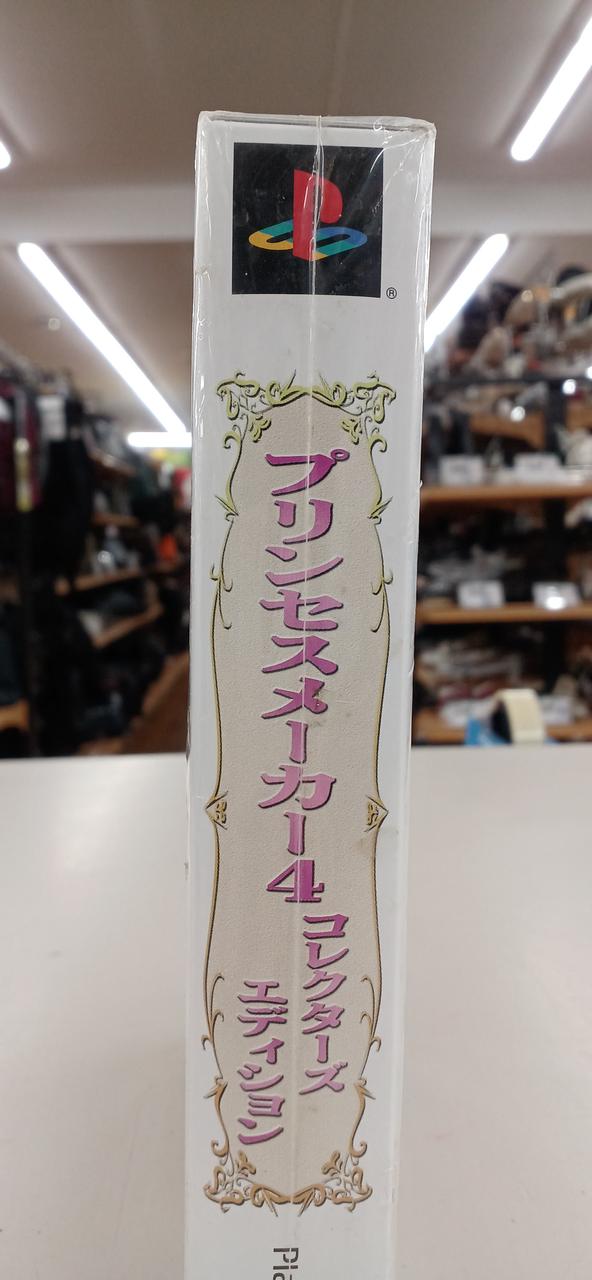 ®
プリンセスメーカー4
コレクターズ
エディション